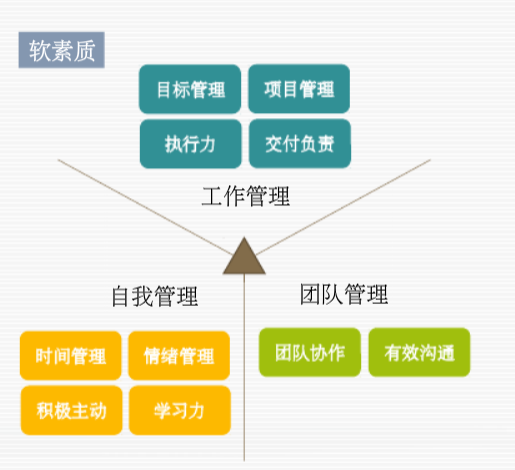 软素质
目标管理 项目管理
执行力 交付负责
工作管理
自我管理
时间管理 情绪管理
积极主动 学习力
团队管理
团队协作 有效沟通